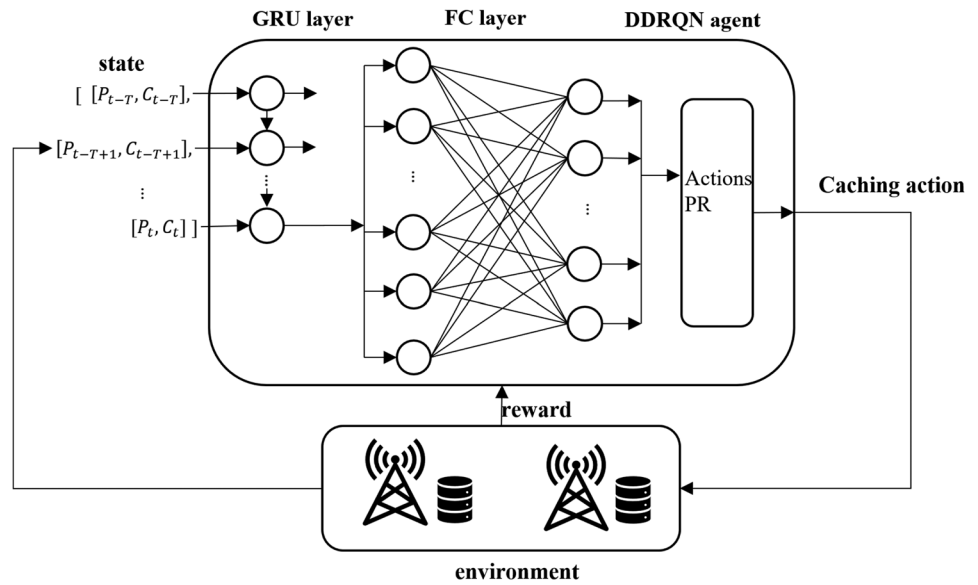 GRU layer FC layer DDRQN agent
state
[ [P_{t−T}, C_{t−T}],
[P_{t−T+1}, C_{t−T+1}],
⋮
[P_t, C_t] ]
Actions
PR
Caching action
reward
environment